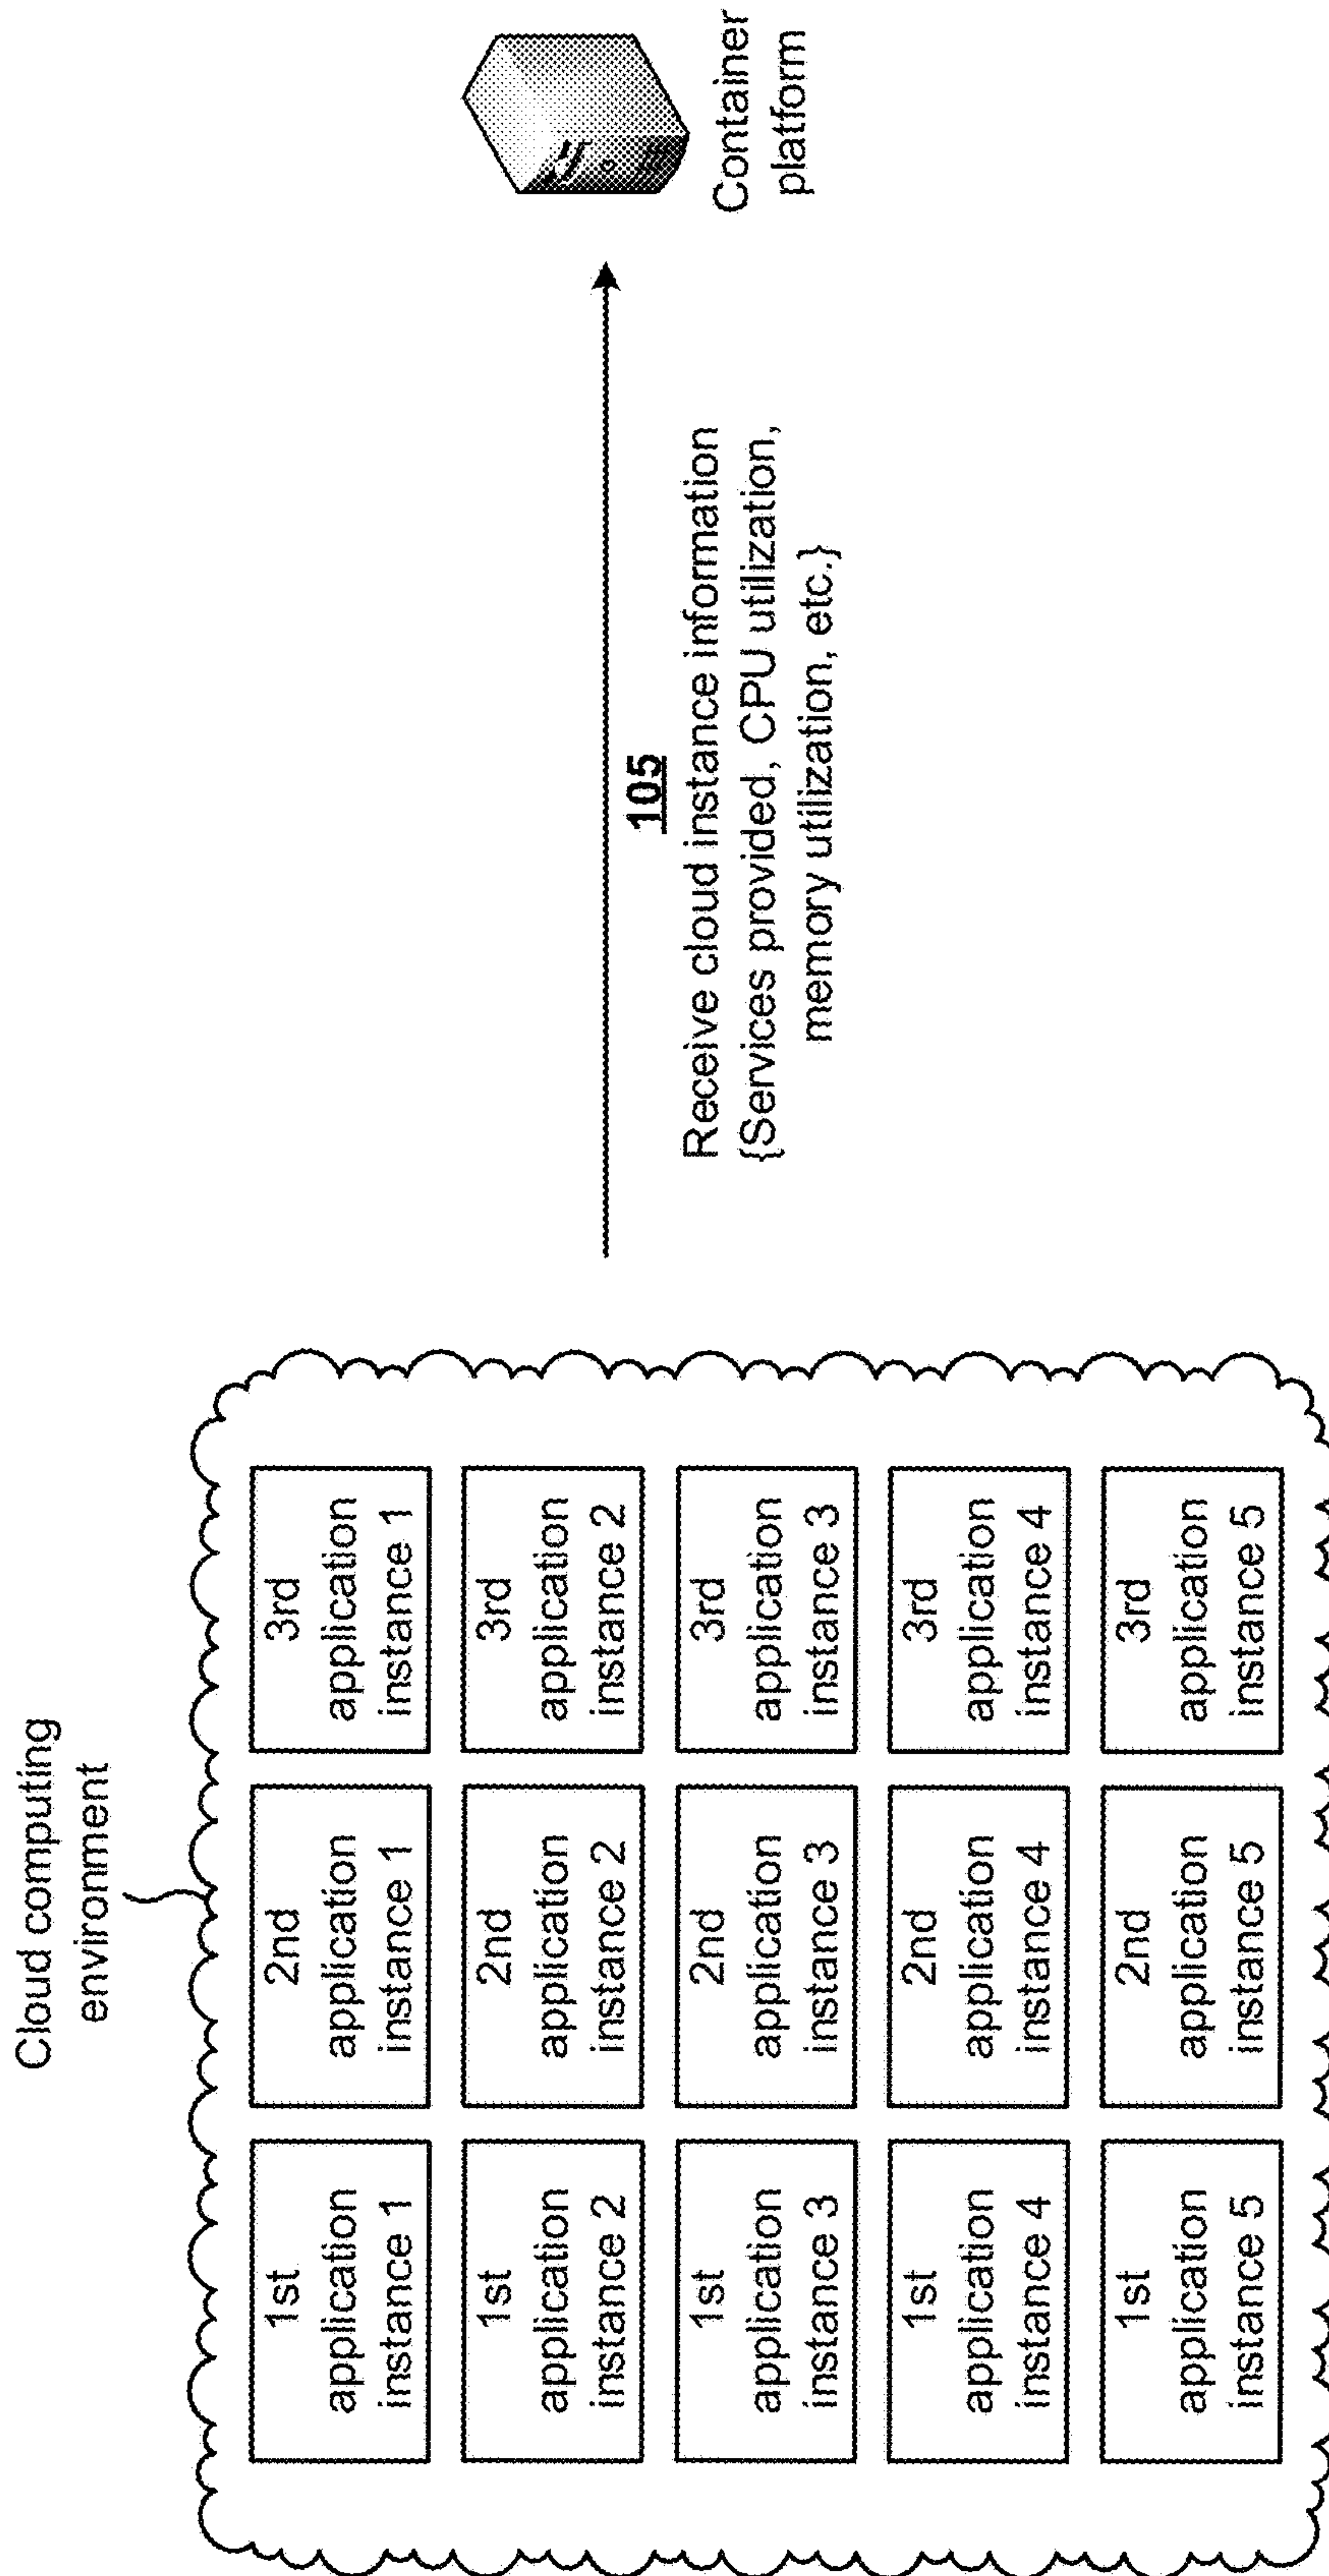 Cloud computing
environment
1st
application
instance 1
2nd
application
instance 1
3rd
application
instance 1
1st
application
instance 2
2nd
application
instance 2
3rd
application
instance 2
1st
application
instance 3
2nd
application
instance 3
3rd
application
instance 3
1st
application
instance 4
2nd
application
instance 4
3rd
application
instance 4
1st
application
instance 5
2nd
application
instance 5
3rd
application
instance 5
105
Receive cloud instance information
{Services provided, CPU utilization,
memory utilization, etc.}
Container
platform